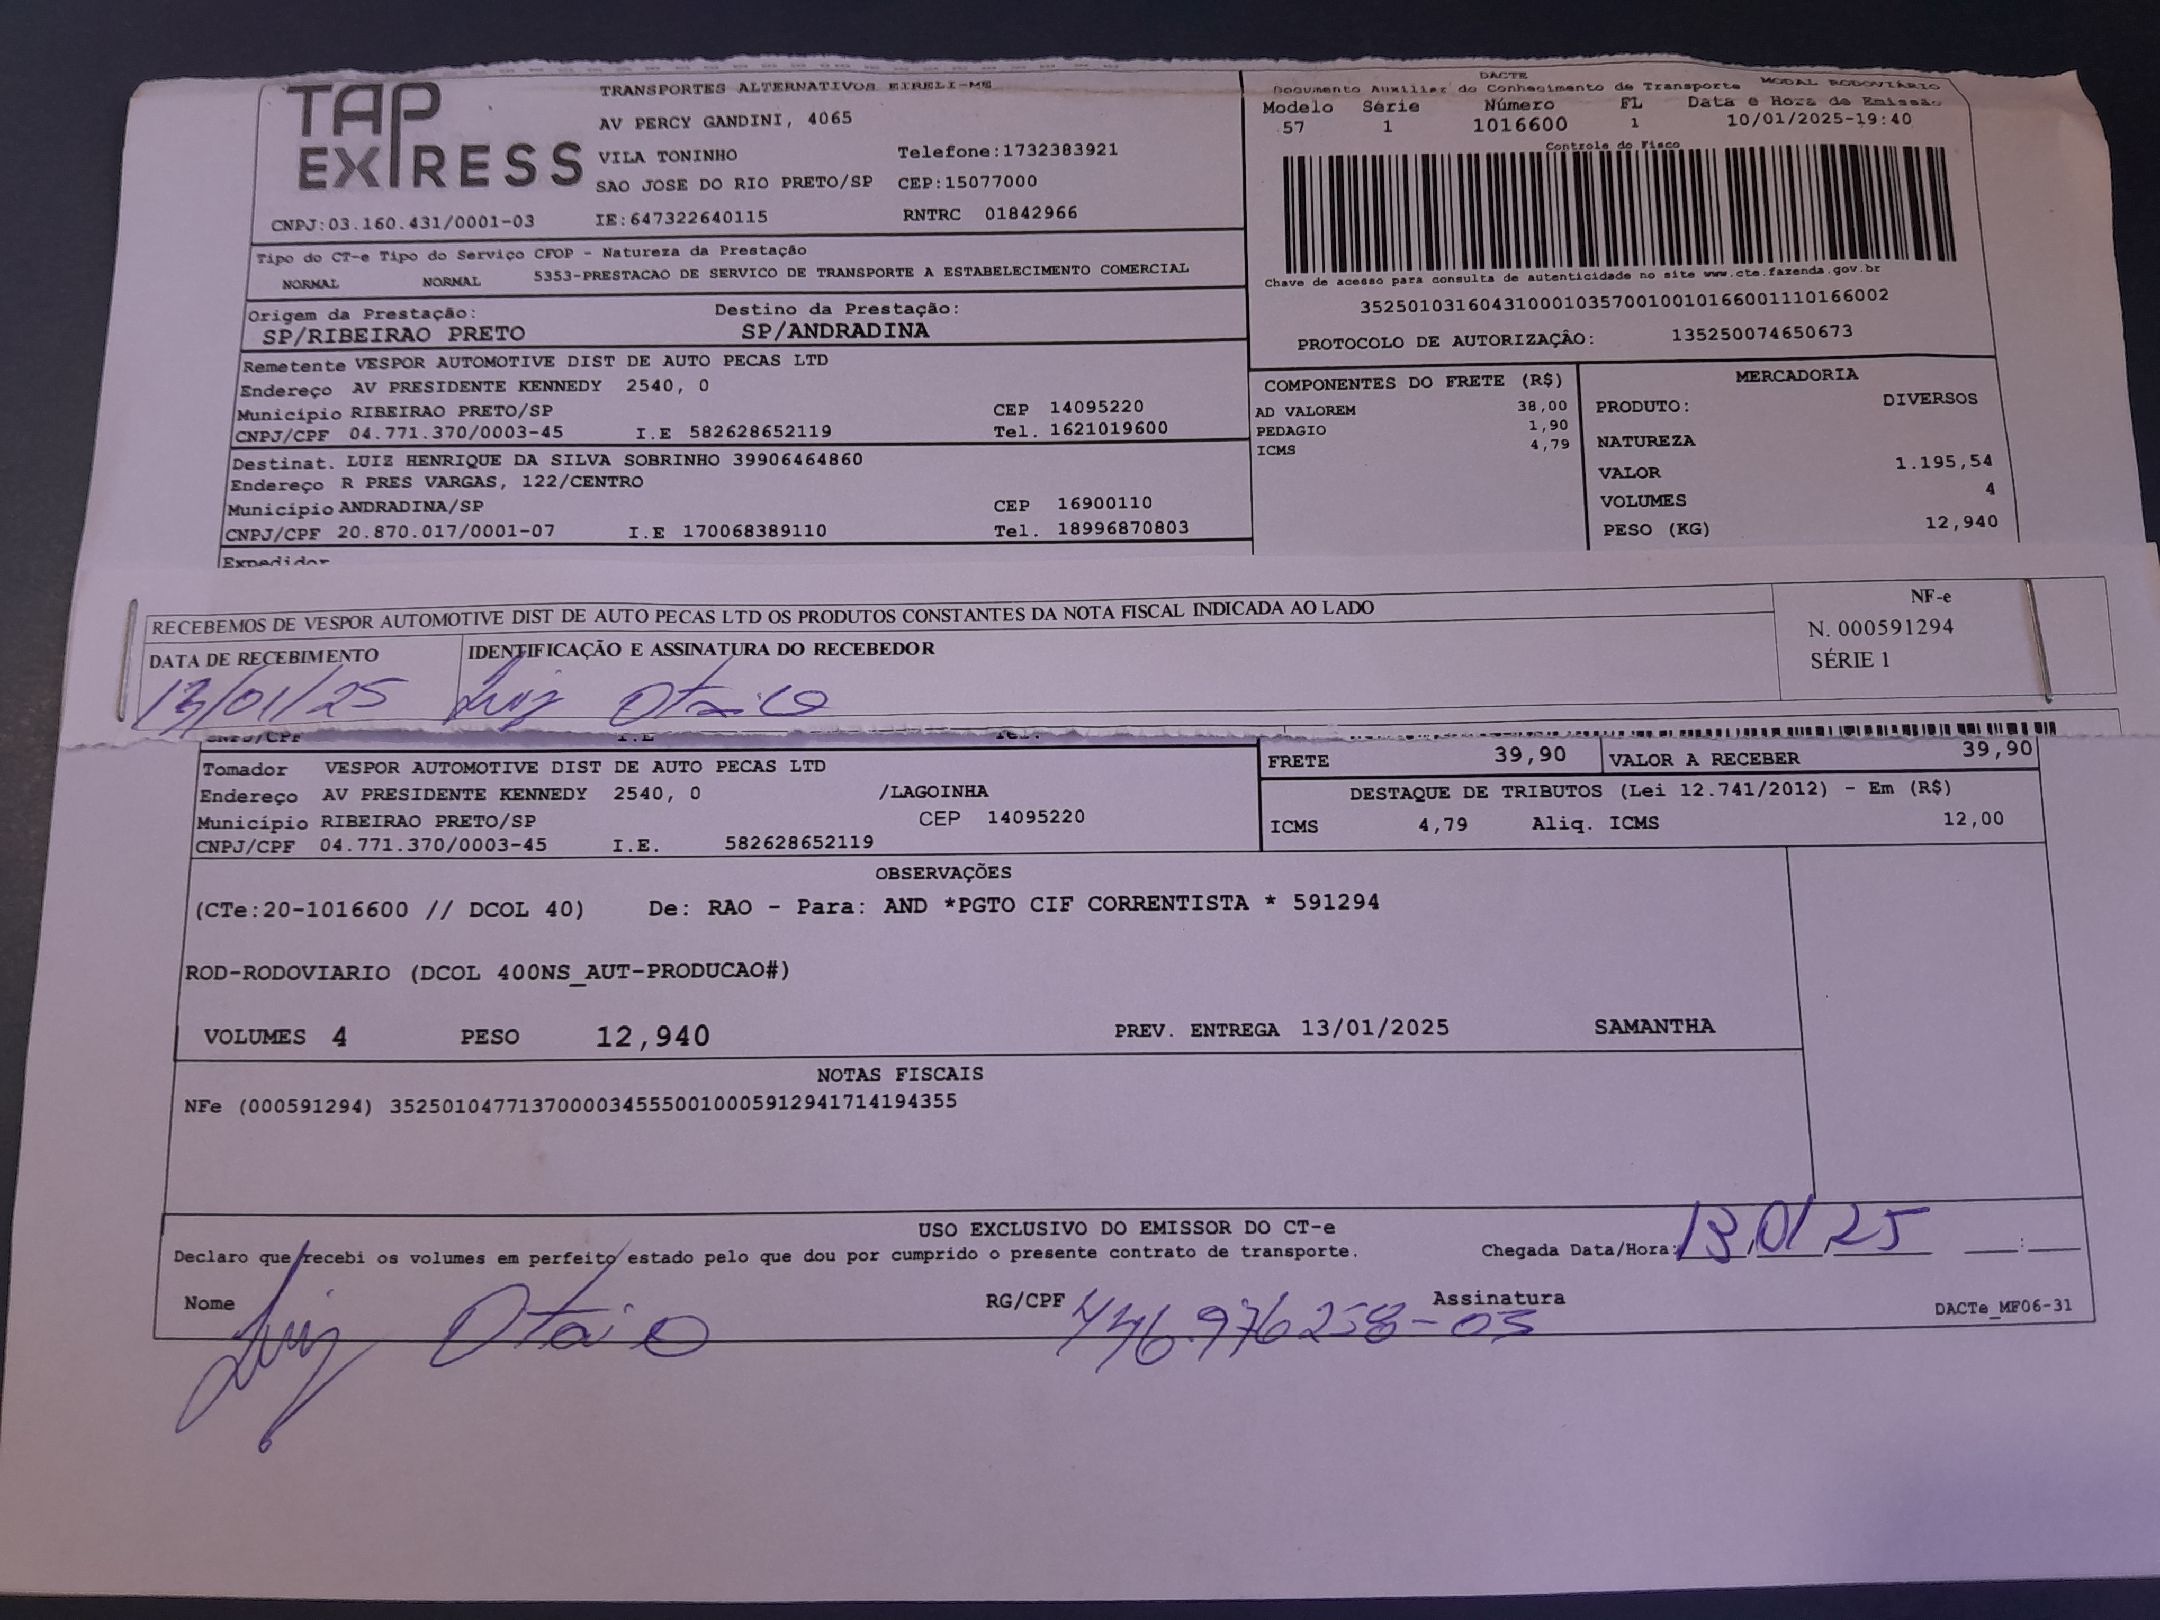 TAP
EXPRESS
TRANSPORTES ALTERNATIVOS EIRELI-ME
AV PERCY GANDINI, 4065
VILA TONINHO Telefone:1732383921
SAO JOSE DO RIO PRETO/SP CEP:15077000
CNPJ:03.160.431/0001-03 IE:647322640115 RNTRC 01842966
DACTE
Documento Auxiliar do Conhecimento de Transporte MODAL RODOVIÁRIO
Modelo Série Número FL Data e Hora de Emissão
57 1 1016600 1 10/01/2025-19:40
Controle do Fisco
Chave de acesso para consulta de autenticidade no site www.cte.fazenda.gov.br
35250103160431000103570010010166001110166002
PROTOCOLO DE AUTORIZAÇÂO: 135250074650673
Tipo do CT-e Tipo do Serviço CFOP - Natureza da Prestação
NORMAL NORMAL 5353-PRESTACAO DE SERVICO DE TRANSPORTE A ESTABELECIMENTO COMERCIAL
Origem da Prestação: Destino da Prestação:
SP/RIBEIRAO PRETO SP/ANDRADINA
Remetente VESPOR AUTOMOTIVE DIST DE AUTO PECAS LTD
Endereço AV PRESIDENTE KENNEDY 2540, 0
Município RIBEIRAO PRETO/SP CEP 14095220
CNPJ/CPF 04.771.370/0003-45 I.E 582628652119 Tel. 1621019600
Destinat. LUIZ HENRIQUE DA SILVA SOBRINHO 39906464860
Endereço R PRES VARGAS, 122/CENTRO
Município ANDRADINA/SP CEP 16900110
CNPJ/CPF 20.870.017/0001-07 I.E 170068389110 Tel. 18996870803
Expedidor
COMPONENTES DO FRETE (R$)
AD VALOREM 38,00
PEDAGIO 1,90
ICMS 4,79
MERCADORIA
PRODUTO: DIVERSOS
NATUREZA
VALOR 1.195,54
VOLUMES 4
PESO (KG) 12,940
RECEBEMOS DE VESPOR AUTOMOTIVE DIST DE AUTO PECAS LTD OS PRODUTOS CONSTANTES DA NOTA FISCAL INDICADA AO LADO
DATA DE RECEBIMENTO IDENTIFICAÇÃO E ASSINATURA DO RECEBEDOR
13/01/25 Luiz Otavio
NF-e
N. 000591294
SÉRIE 1
CNPJ/CPF I.E Tel.
Tomador VESPOR AUTOMOTIVE DIST DE AUTO PECAS LTD
Endereço AV PRESIDENTE KENNEDY 2540, 0 /LAGOINHA
Município RIBEIRAO PRETO/SP CEP 14095220
CNPJ/CPF 04.771.370/0003-45 I.E. 582628652119
FRETE 39,90 VALOR A RECEBER 39,90
DESTAQUE DE TRIBUTOS (Lei 12.741/2012) - Em (R$)
ICMS 4,79 Aliq. ICMS 12,00
OBSERVAÇÕES
(CTe:20-1016600 // DCOL 40) De: RAO - Para: AND *PGTO CIF CORRENTISTA * 591294
ROD-RODOVIARIO (DCOL 400NS_AUT-PRODUCAO#)
VOLUMES 4 PESO 12,940 PREV. ENTREGA 13/01/2025 SAMANTHA
NOTAS FISCAIS
NFe (000591294) 35250104771370000345550010005912941714194355
USO EXCLUSIVO DO EMISSOR DO CT-e
Declaro que recebi os volumes em perfeito estado pelo que dou por cumprido o presente contrato de transporte. Chegada Data/Hora: 13/01/25 :
Nome Luiz Otavio RG/CPF 446.976258-03 Assinatura
DACTe_MF06-31